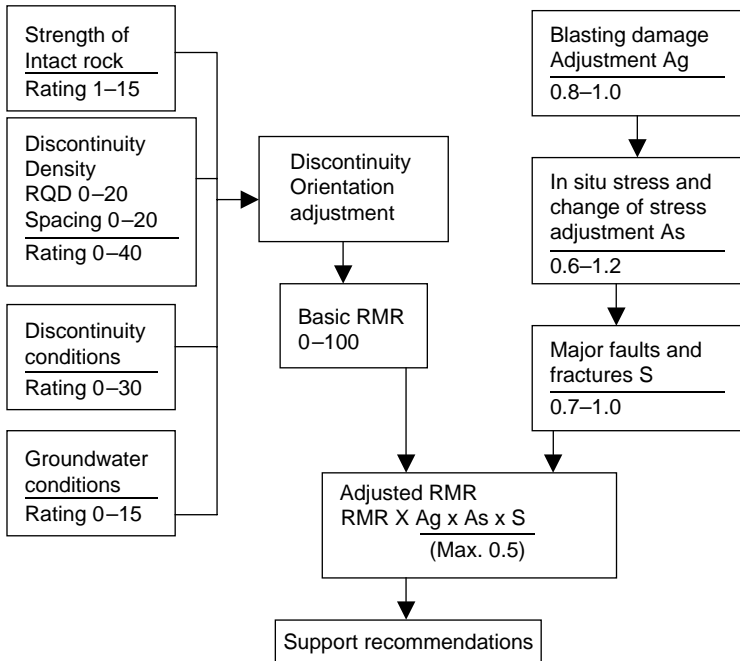 Strength of
Intact rock
Rating 1–15
Discontinuity
Density
RQD 0–20
Spacing 0–20
Rating 0–40
Discontinuity
conditions
Rating 0–30
Groundwater
conditions
Rating 0–15
Discontinuity
Orientation
adjustment
Basic RMR
0–100
Blasting damage
Adjustment Ag
0.8–1.0
In situ stress and
change of stress
adjustment As
0.6–1.2
Major faults and
fractures S
0.7–1.0
Adjusted RMR
RMR X Ag x As x S
(Max. 0.5)
Support recommendations